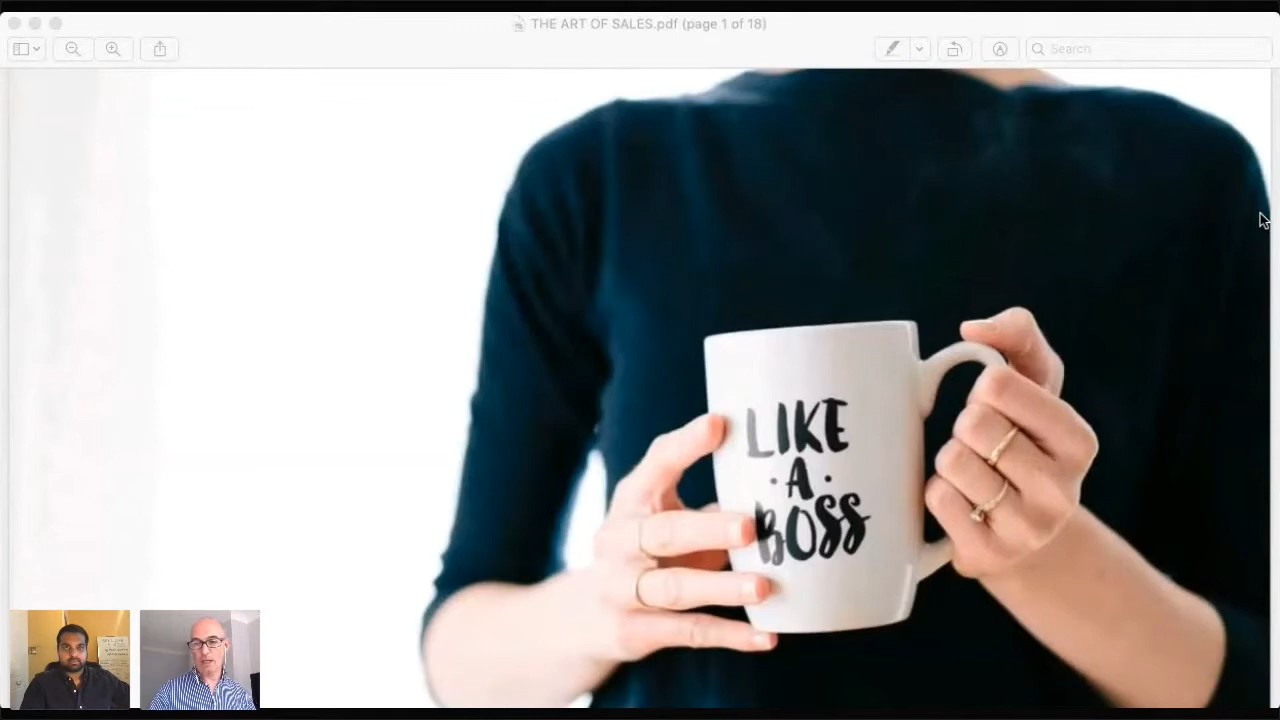 THE ART OF SALES.pdf (page 1 of 18)
Search
LIKE
·A·
BOSS